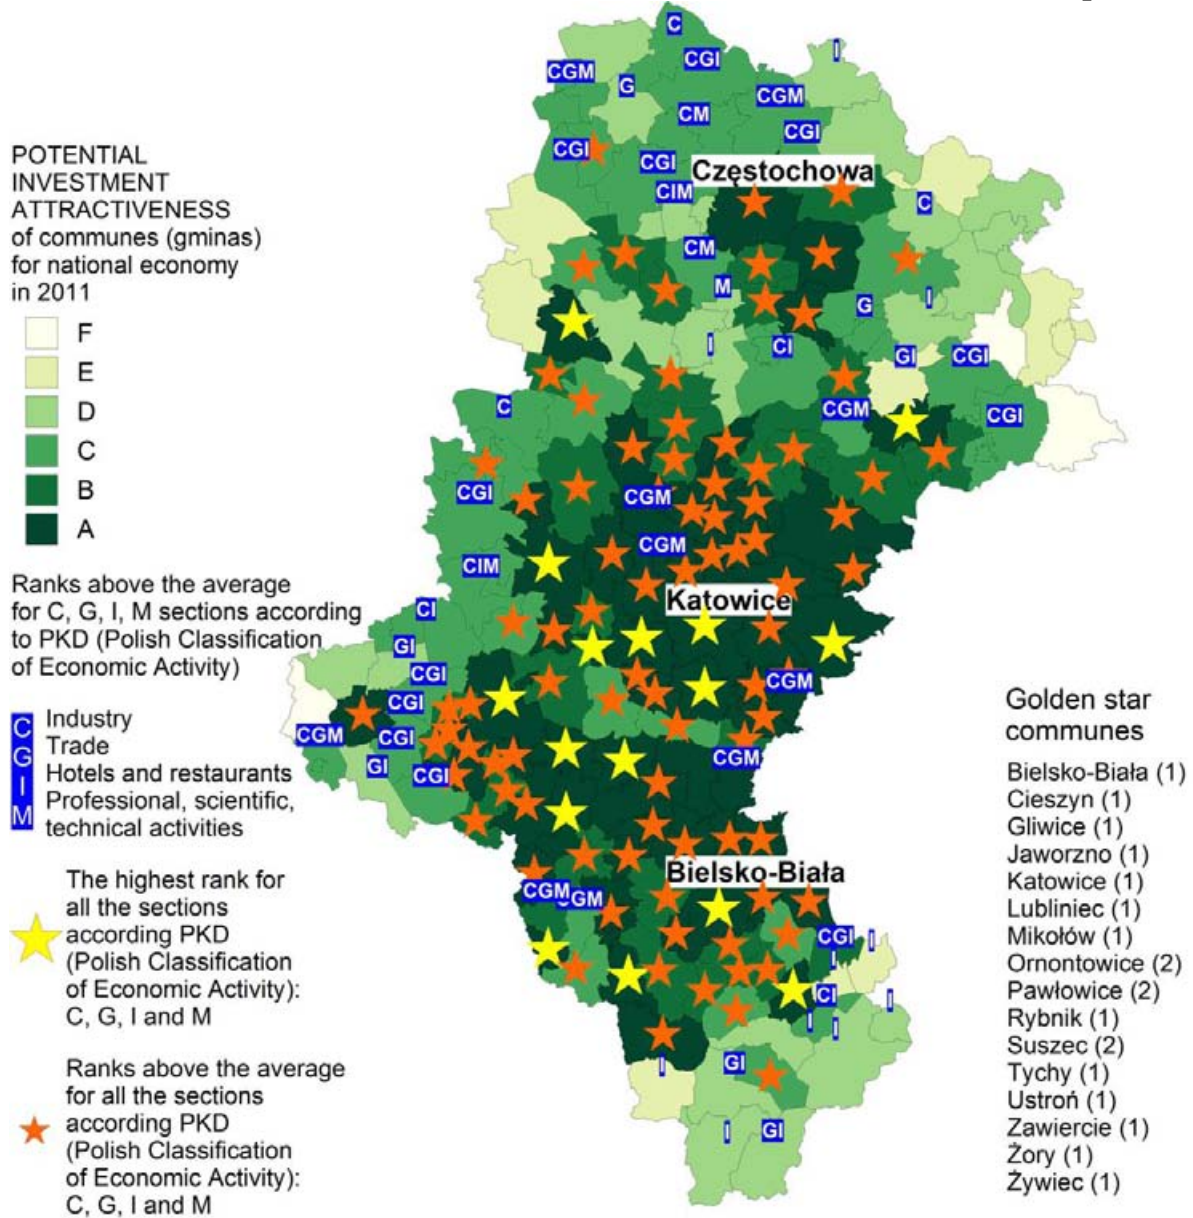 POTENTIAL
INVESTMENT
ATTRACTIVENESS
of communes (gminas)
for national economy
in 2011
F
E
D
C
B
A
Ranks above the average
for C, G, I, M sections according
to PKD (Polish Classification
of Economic Activity)
C
G
I
M
Industry
Trade
Hotels and restaurants
Professional, scientific,
technical activities
The highest rank for
all the sections
according PKD
(Polish Classification
of Economic Activity):
C, G, I and M
Ranks above the average
for all the sections
according PKD
(Polish Classification
of Economic Activity):
C, G, I and M
C
I
CGI
CGM
G
CGM
CM
CGI
CGI
CGI
Częstochowa
CIM
C
CM
M
I
G
I
CI
GI
CGI
C
CGM
CGI
CGI
CGM
CGM
CIM
Katowice
CI
GI
CGI
CGM
CGI
CGM
CGI
CGM
GI
CGI
Bielsko-Biała
CGM
CGM
CGI
I
I
CI
I
I
I
I
GI
I
GI
Golden star
communes
Bielsko-Biała (1)
Cieszyn (1)
Gliwice (1)
Jaworzno (1)
Katowice (1)
Lubliniec (1)
Mikołów (1)
Ornontowice (2)
Pawłowice (2)
Rybnik (1)
Suszec (2)
Tychy (1)
Ustroń (1)
Zawiercie (1)
Żory (1)
Żywiec (1)